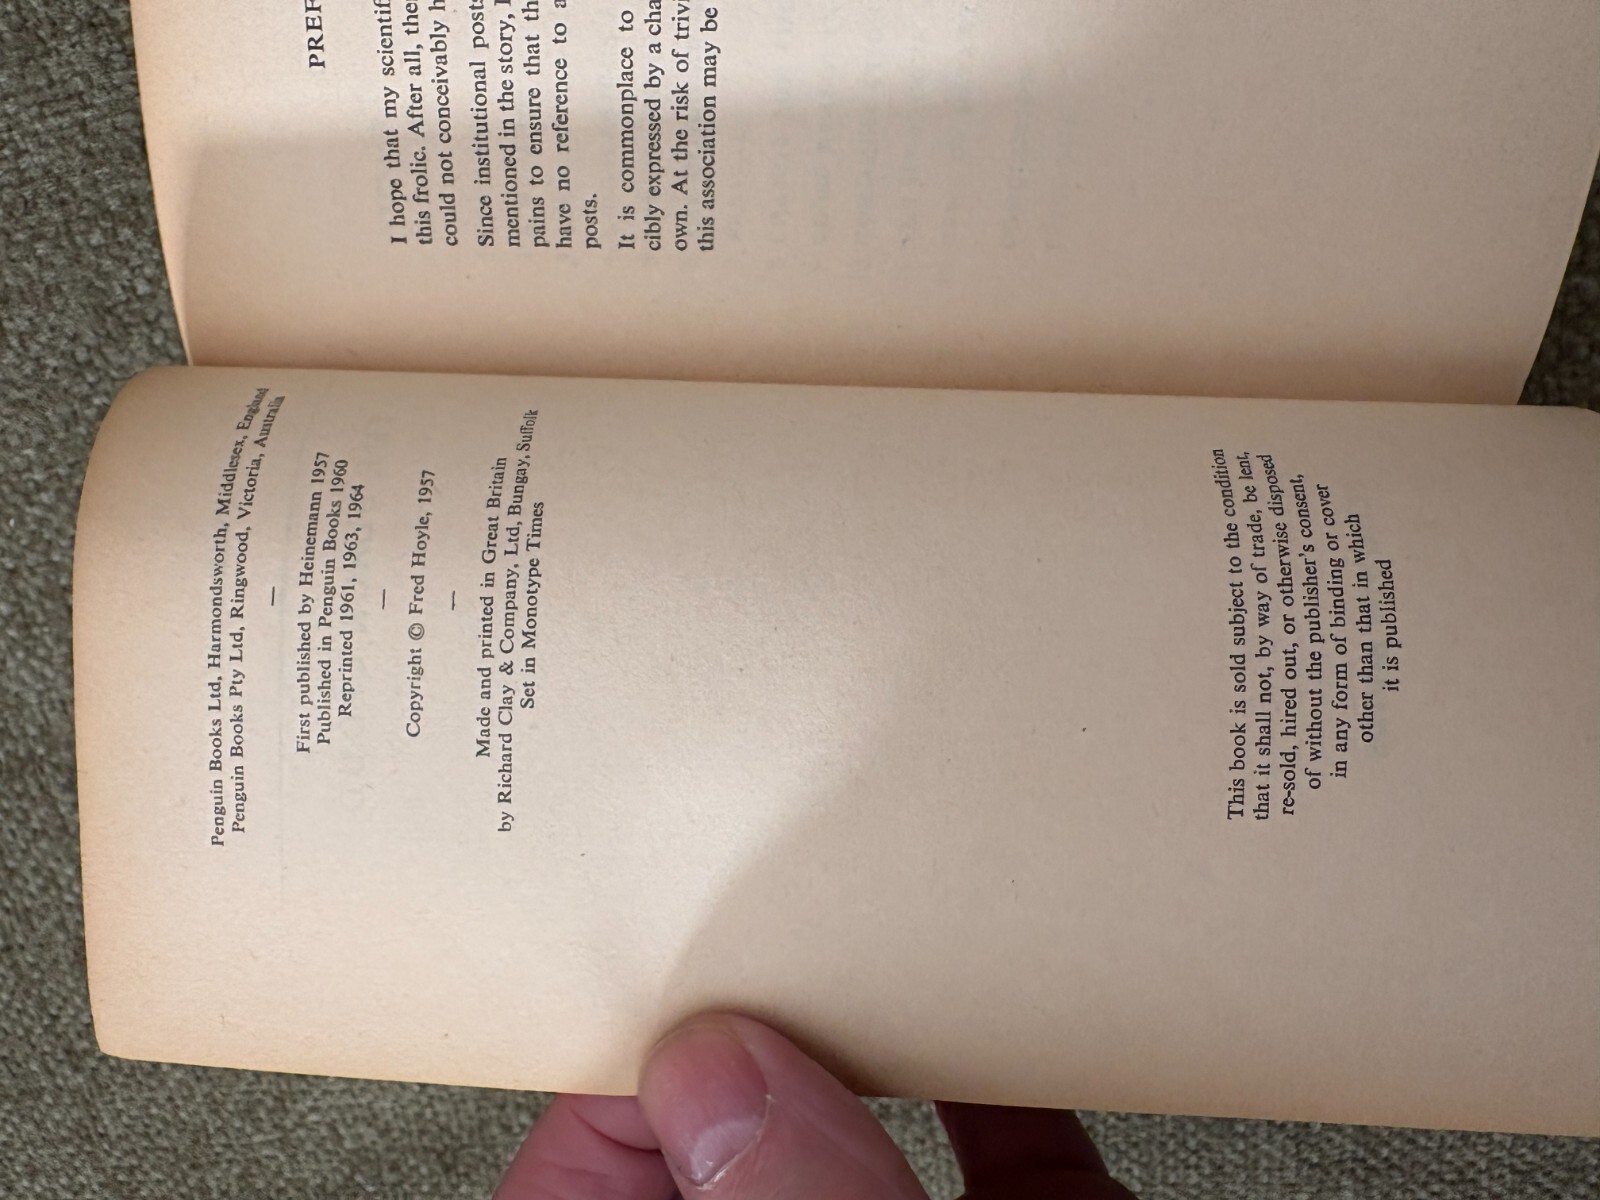 Penguin Books Ltd, Harmondsworth, Middlesex, England
Penguin Books Pty Ltd, Ringwood, Victoria, Australia
—
First published by Heinemann 1957
Published in Penguin Books 1960
Reprinted 1961, 1963, 1964
—
Copyright © Fred Hoyle, 1957
—
Made and printed in Great Britain
by Richard Clay & Company, Ltd, Bungay, Suffolk
Set in Monotype Times
This book is sold subject to the condition
that it shall not, by way of trade, be lent,
re-sold, hired out, or otherwise disposed
of without the publisher's consent,
in any form of binding or cover
other than that in which
it is published
PREF
I hope that my scientif
this frolic. After all, the
could not conceivably h
Since institutional posts
mentioned in the story, I
pains to ensure that th
have no reference to a
posts.
It is commonplace to
cibly expressed by a cha
own. At the risk of trivi
this association may be